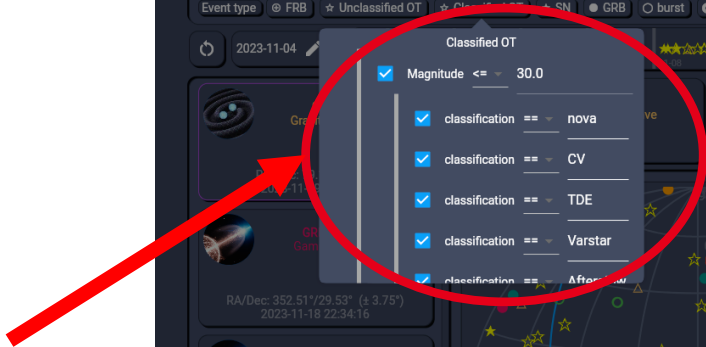 Event type FRB Unclassified OT Classified OT SN GRB burst
2023-11-04
Classified OT
Magnitude <= 30.0
classification == nova
classification == CV
classification == TDE
classification == Varstar
classification ==
RA/Dec: 352.51°/29.53° (± 3.75°)
2023-11-18 22:34:16